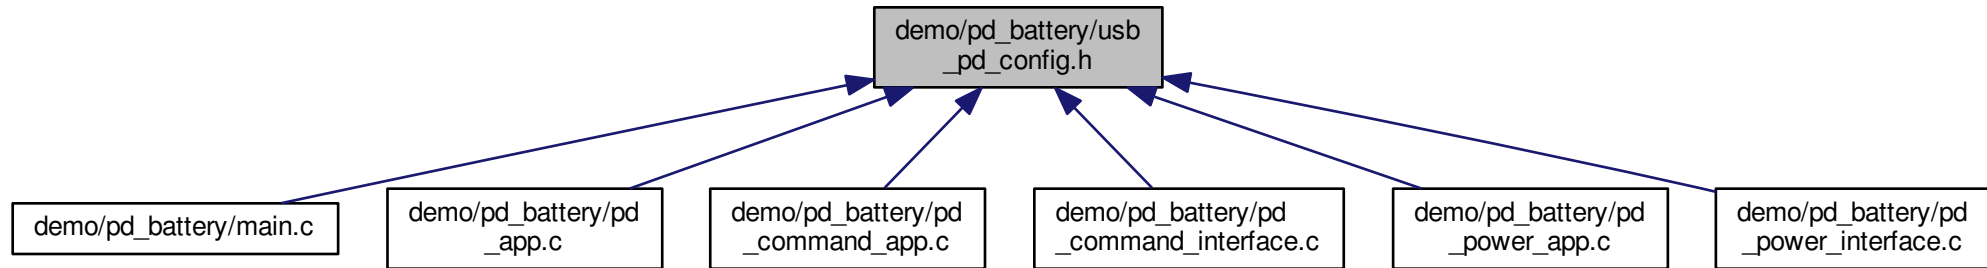 demo/pd_battery/usb
_pd_config.h
demo/pd_battery/main.c
demo/pd_battery/pd
_app.c
demo/pd_battery/pd
_command_app.c
demo/pd_battery/pd
_command_interface.c
demo/pd_battery/pd
_power_app.c
demo/pd_battery/pd
_power_interface.c